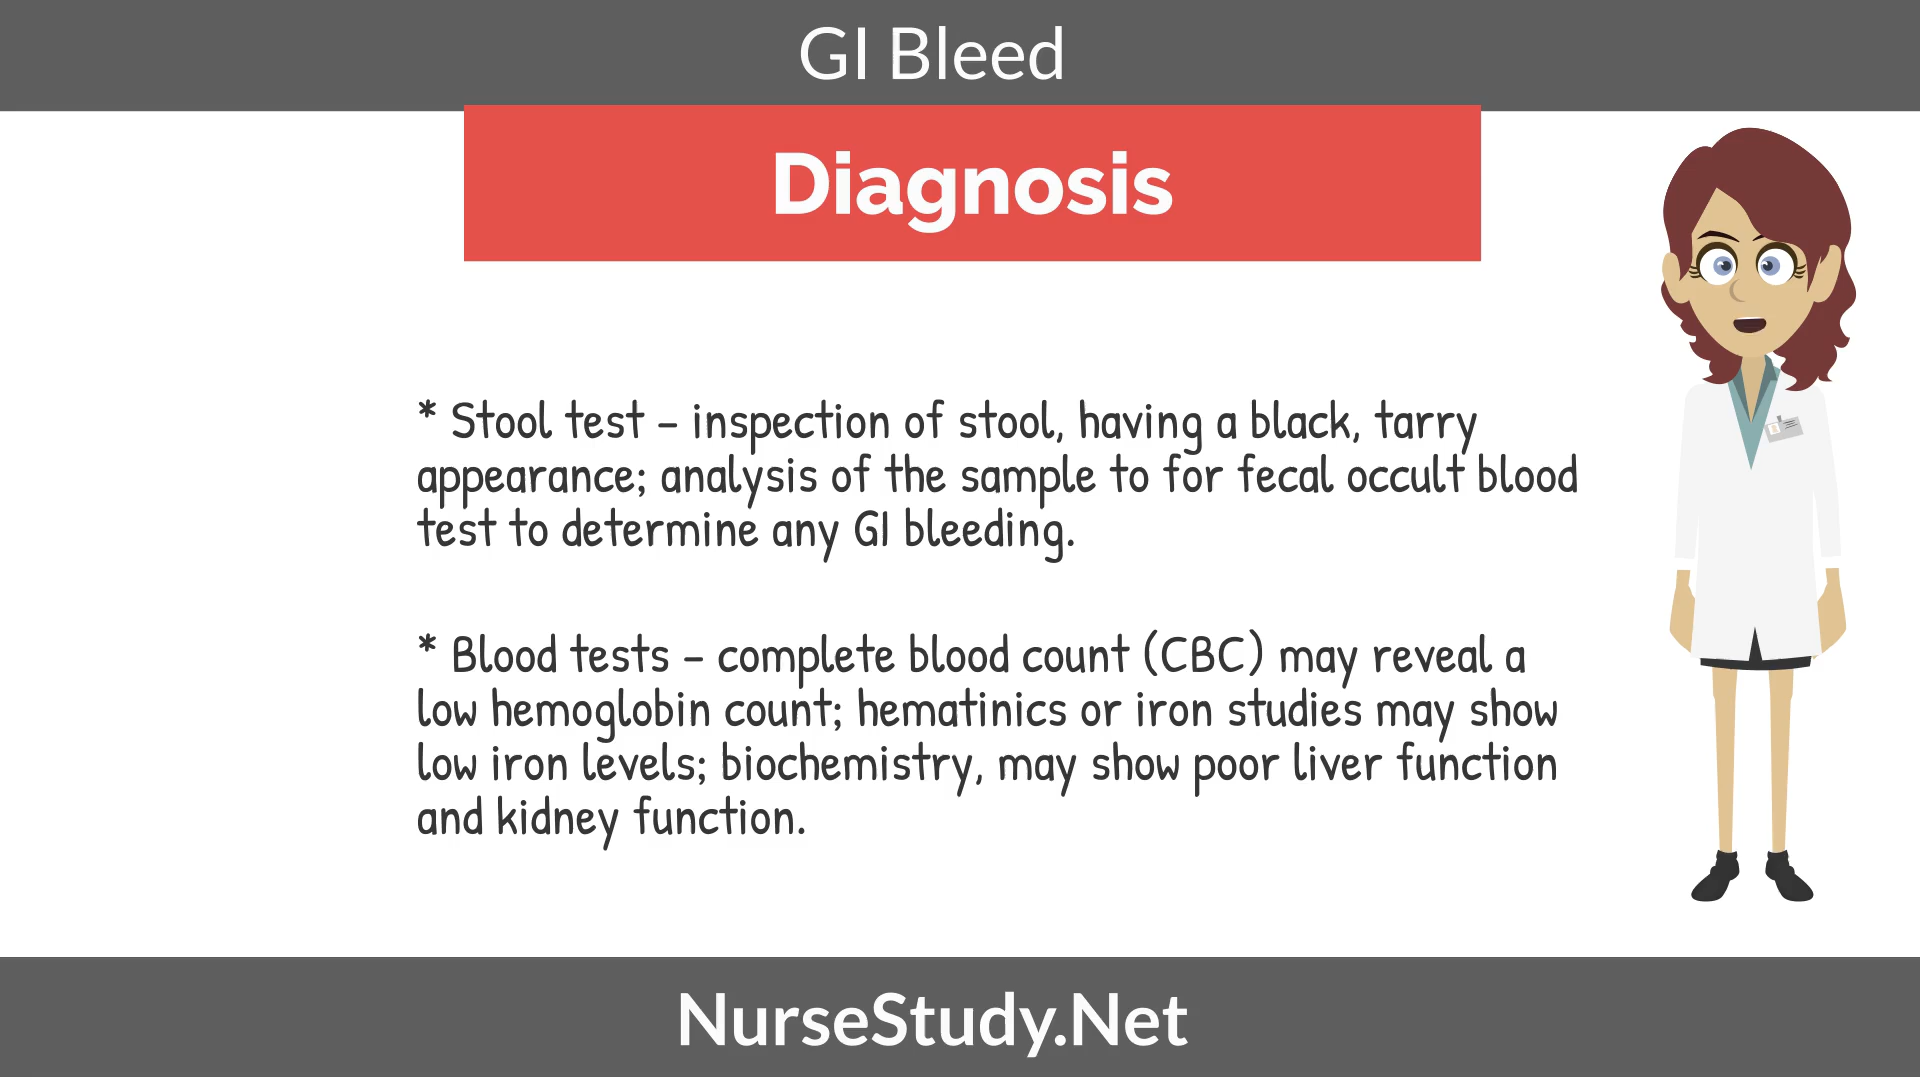 GI Bleed
Diagnosis
* Stool test – inspection of stool, having a black, tarry
appearance; analysis of the sample to for fecal occult blood
test to determine any GI bleeding.
* Blood tests – complete blood count (CBC) may reveal a
low hemoglobin count; hematinics or iron studies may show
low iron levels; biochemistry, may show poor liver function
and kidney function.
NurseStudy.Net